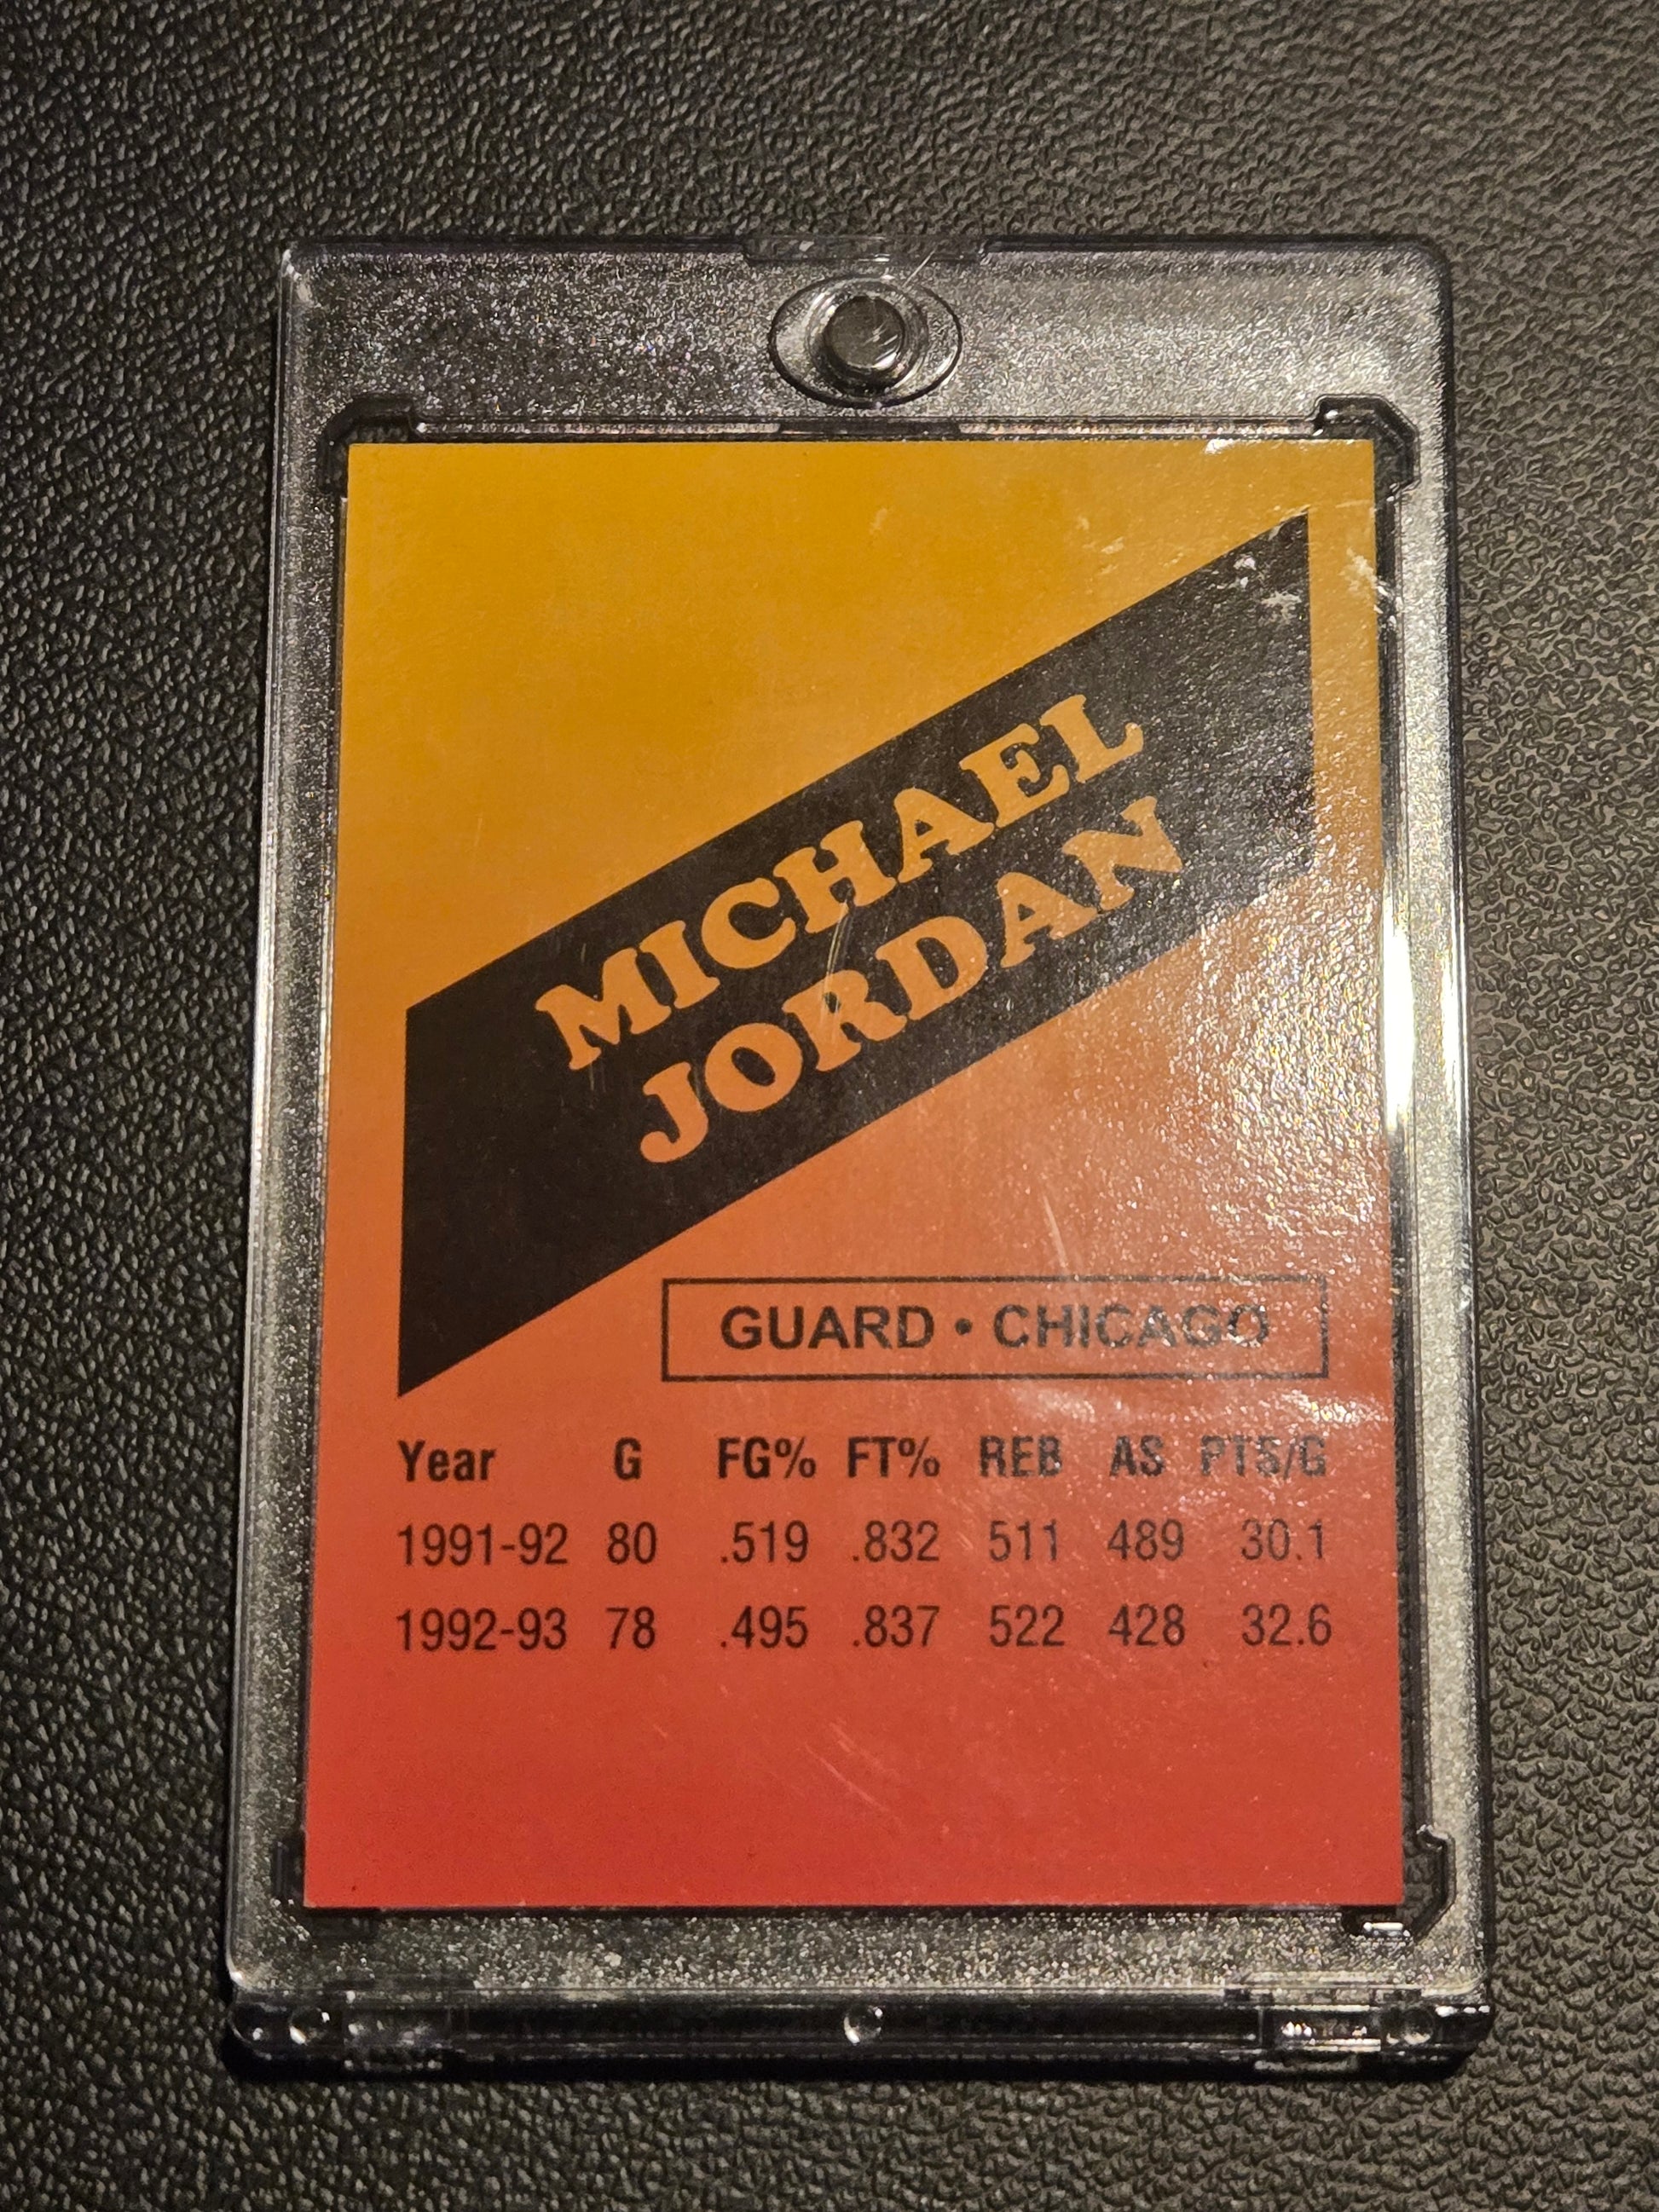 MICHAEL
JORDAN
GUARD • CHICAGO
Year G FG% FT% REB AS PTS/G
1991-92 80 .519 .832 511 489 30.1
1992-93 78 .495 .837 522 428 32.6